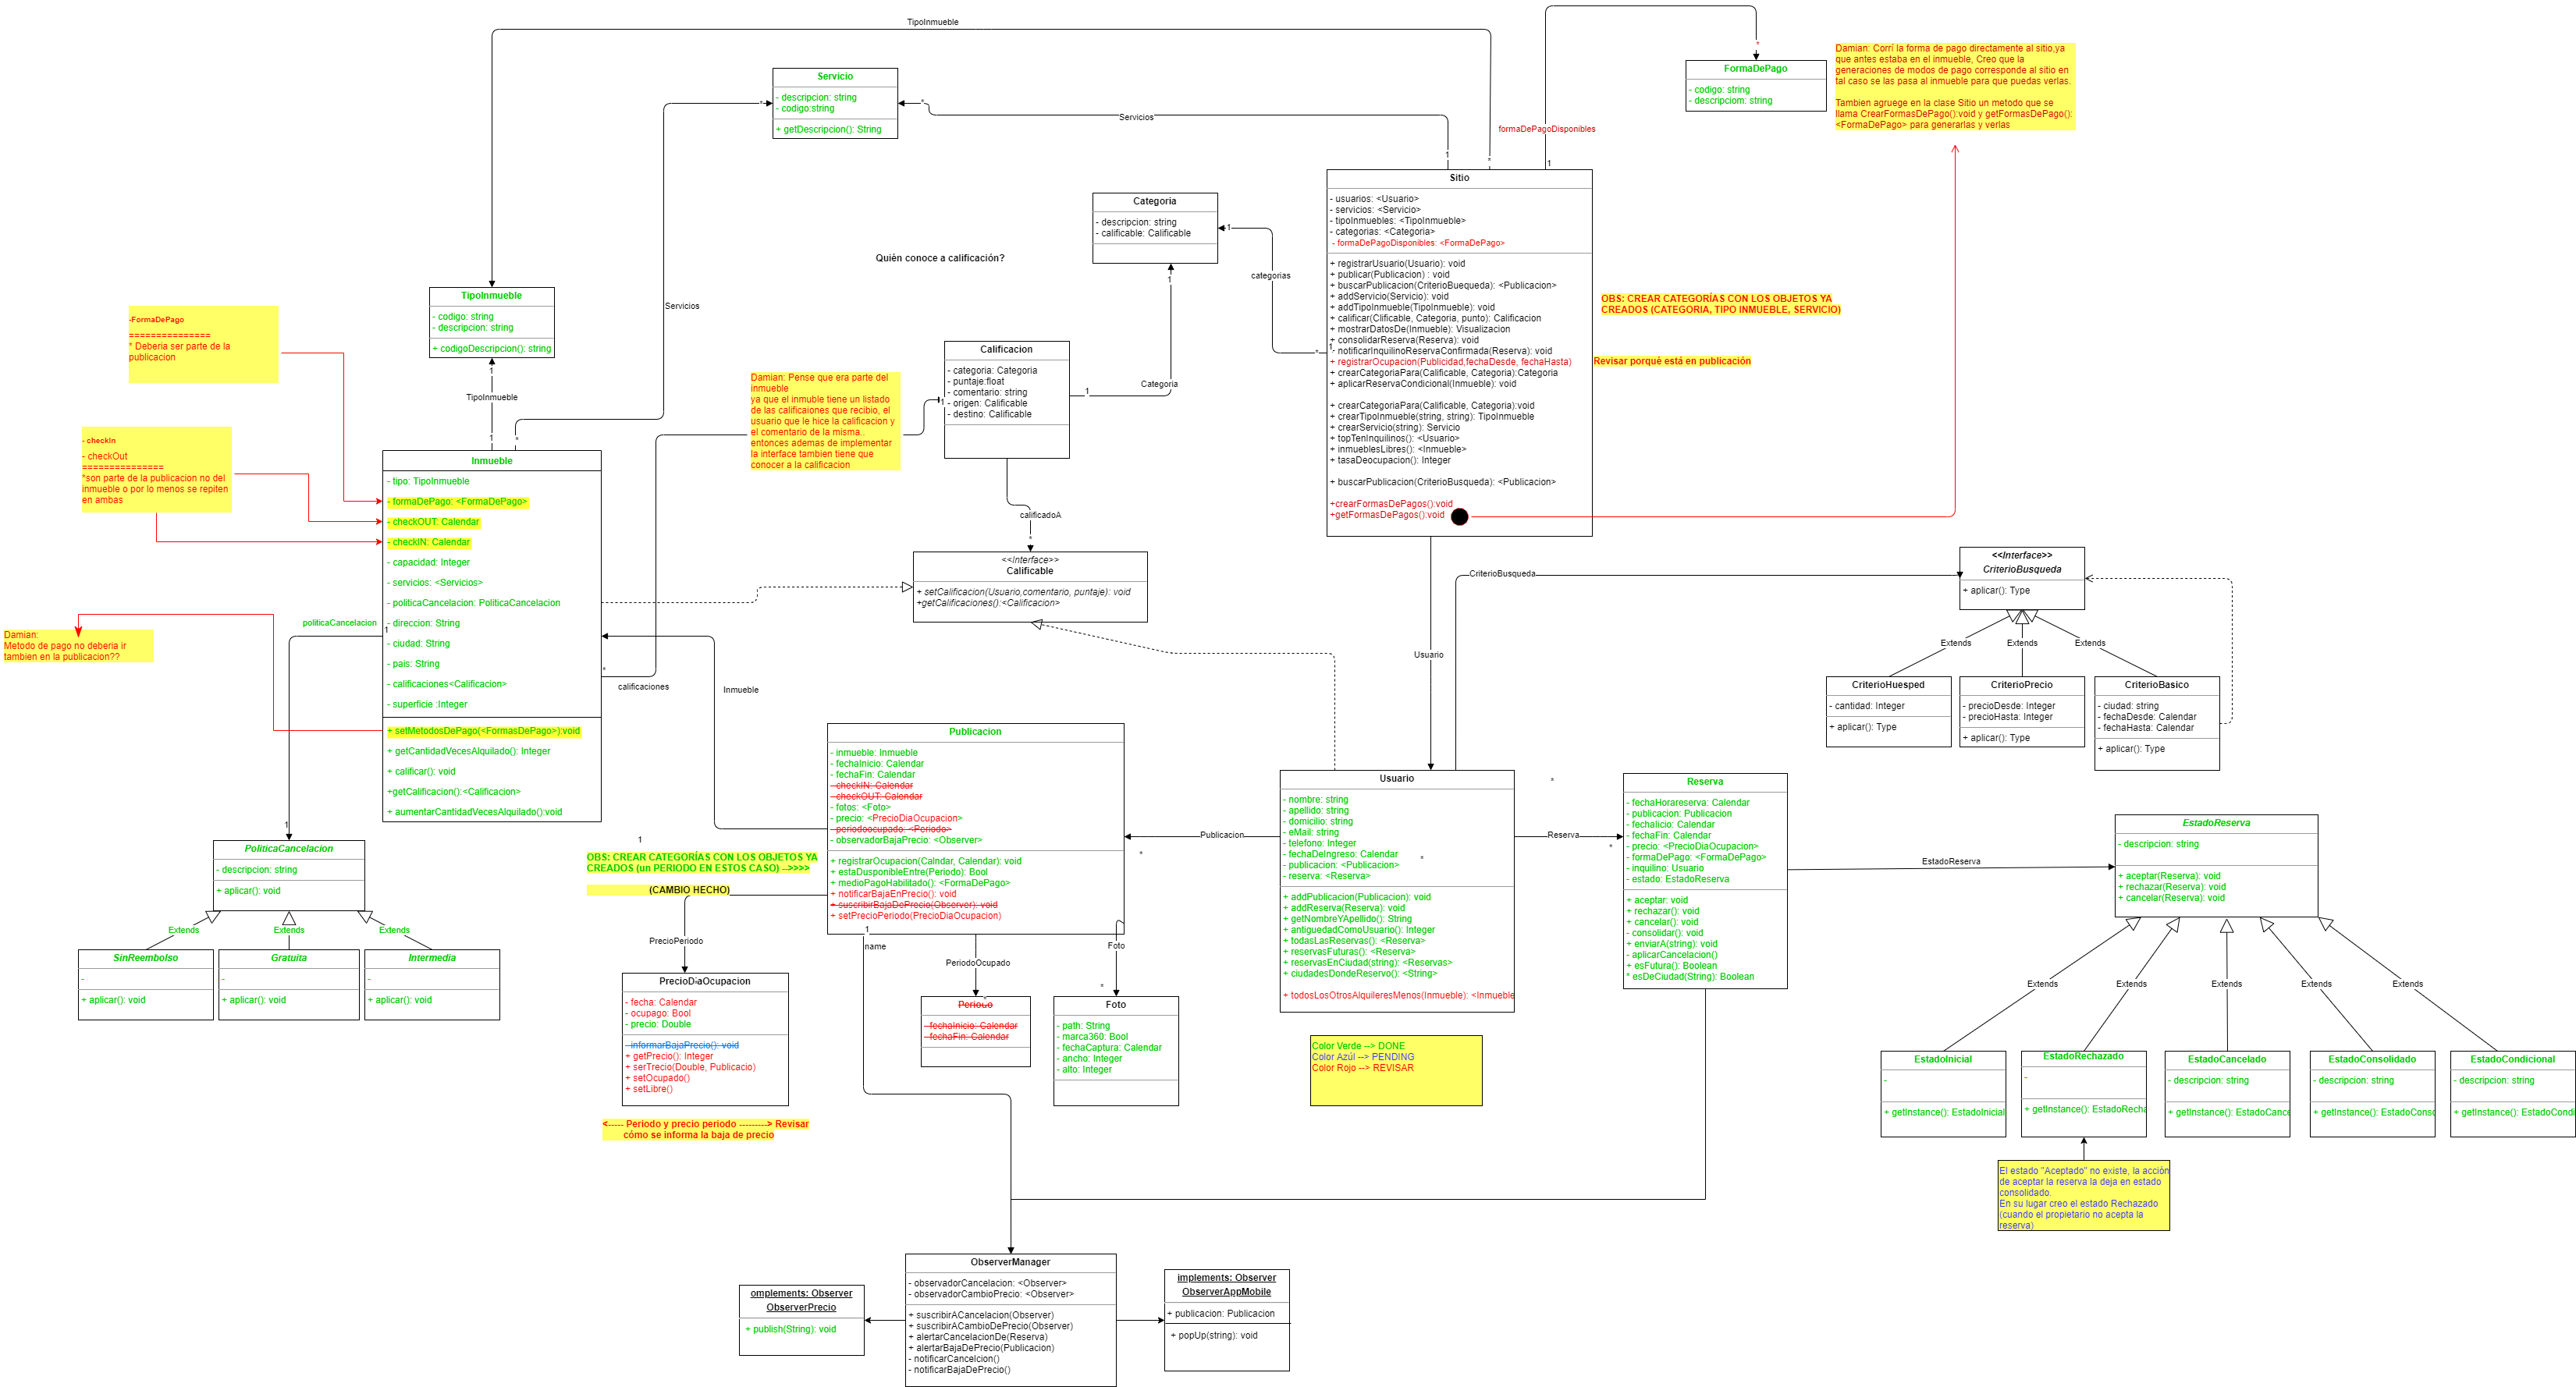 TipoInmueble
Servicio
- descripcion: string
- codigo:string
+ getDescripcion(): String
*
*
Servicios
*
1
1
formaDePagoDisponibles
*
FormaDePago
- codigo: string
- descripciom: string
Damian: Corrí la forma de pago directamente al sitio,ya
que antes estaba en el inmueble, Creo que la
generaciones de modos de pago corresponde al sitio en
tal caso se las pasa al inmueble para que puedas verlas.
Tambien agruege en la clase Sitio un metodo que se
llama CrearFormasDePago():void y getFormasDePago():
<FormaDePago> para generarlas y verlas
Sitio
- usuarios: <Usuario>
- servicios: <Servicio>
- tipoInmuebles: <TipoInmueble>
- categorias: <Categoria>
- formaDePagoDisponibles: <FormaDePago>
+ registrarUsuario(Usuario): void
+ publicar(Publicacion) : void
+ buscarPublicacion(CriterioBuequeda): <Publicacion>
+ addServicio(Servicio): void
+ addTipoInmueble(TipoInmueble): void
+ calificar(Clificable, Categoria, punto): Calificacion
+ mostrarDatosDe(Inmueble): Visualizacion
+ consolidarReserva(Reserva): void
- notificarInquilinoReservaConfirmada(Reserva): void
+ registrarOcupacion(Publicidad,fechaDesde, fechaHasta)
+ crearCategoriaPara(Calificable, Categoria):Categoria
+ aplicarReservaCondicional(Inmueble): void
+ crearCategoriaPara(Calificable, Categoria):void
+ crearTipoInmueble(string, string): TipoInmueble
+ crearServicio(string): Servicio
+ topTenInquilinos(): <Usuario>
+ inmueblesLibres(): <Inmueble>
+ tasaDeocupacion(): Integer
+ buscarPublicacion(CriterioBusqueda): <Publicacion>
+crearFormasDePagos():void
+getFormasDePagos():void
OBS: CREAR CATEGORÍAS CON LOS OBJETOS YA
CREADOS (CATEGORIA, TIPO INMUEBLE, SERVICIO)
Revisar porqué está en publicación
Categoria
- descripcion: string
- calificable: Calificable
1
categorias
*
1
1
Categoria
1
Quién conoce a calificación?
TipoInmueble
- codigo: string
- descripcion: string
+ codigoDescripcion(): string
1
TipoInmueble
1
*
Servicios
-FormaDePago
===============
* Deberia ser parte de la
publicacion
- checkIn
- checkOut
===============
*son parte de la publicacion no del
inmueble o por lo menos se repiten
en ambas
Damian: Pense que era parte del
inmueble
ya que el inmuble tiene un listado
de las calificaiones que recibio, el
usuario que le hice la calificacion y
el comentario de la misma..
entonces ademas de implementar
la interface tambien tiene que
conocer a la calificacion
1
Calificacion
- categoria: Categoria
- puntaje:float
- comentario: string
- origen: Calificable
- destino: Calificable
calificadoA
*
<<Interface>>
Calificable
+ setCalificacion(Usuario,comentario, puntaje): void
+getCalificaciones():<Calificacion>
Inmueble
- tipo: TipoInmueble
- formaDePago: <FormaDePago>
- checkOUT: Calendar
- checkIN: Calendar
- capacidad: Integer
- servicios: <Servicios>
- politicaCancelacion: PoliticaCancelacion
- direccion: String
- ciudad: String
- pais: String
- calificaciones<Calificacion>
- superficie :Integer
+ setMetodosDePago(<FormasDePago>):void
+ getCantidadVecesAlquilado(): Integer
+ calificar(): void
+getCalificacion():<Calificacion>
+ aumentarCantidadVecesAlquilado():void
Damian:
Metodo de pago no deberia ir
tambien en la publicacion??
politicaCancelacion
1
1
*
calificaciones
Inmueble
1
<<Interface>>
CriterioBusqueda
+ aplicar(): Type
CriterioBusqueda
Extends
Extends
Extends
CriterioHuesped
- cantidad: Integer
+ aplicar(): Type
CriterioPrecio
- precioDesde: Integer
- precioHasta: Integer
+ aplicar(): Type
CriterioBasico
- ciudad: string
- fechaDesde: Calendar
- fechaHasta: Calendar
+ aplicar(): Type
Usuario
Publicacion
- inmueble: Inmueble
- fechaInicio: Calendar
- fechaFin: Calendar
- checkIN: Calendar
- checkOUT: Calendar
- fotos: <Foto>
- precio: <PrecioDiaOcupacion>
- periodoocupado: <Periodo>
- observadorBajaPrecio: <Observer>
+ registrarOcupacion(Calndar, Calendar): void
+ estaDusponibleEntre(Periodo): Bool
+ medioPagoHabilitado(): <FormaDePago>
+ notificarBajaEnPrecio(): void
+ suscribirBajaDePrecio(Observer): void
+ setPrecioPeriodo(PrecioDiaOcupacion)
OBS: CREAR CATEGORÍAS CON LOS OBJETOS YA
CREADOS (un PERIODO EN ESTOS CASO) -->>>>
(CAMBIO HECHO)
Publicacion
*
Usuario
- nombre: string
- apellido: string
- domicilio: string
- eMail: string
- telefono: Integer
- fechaDeIngreso: Calendar
- publicacion: <Publicacion>
- reserva: <Reserva>
+ addPublicacion(Publicacion): void
+ addReserva(Reserva): void
+ getNombreYApellido(): String
+ antiguedadComoUsuario(): Integer
+ todasLasReservas(): <Reserva>
+ reservasFuturas(): <Reserva>
+ reservasEnCiudad(string): <Reservas>
+ ciudadesDondeReservo(): <String>
+ todosLosOtrosAlquileresMenos(Inmueble): <Inmueble
*
*
Reserva
*
Reserva
- fechaHorareserva: Calendar
- publicacion: Publicacion
- fechaIicio: Calendar
- fechaFin: Calendar
- precio: <PrecioDiaOcupacion>
- formaDePago: <FormaDePago>
- inquilino: Usuario
- estado: EstadoReserva
+ aceptar: void
+ rechazar(): void
+ cancelar(): void
- consolidar(): void
+ enviarA(string): void
- aplicarCancelacion()
+ esFutura(): Boolean
* esDeCiudad(String): Boolean
EstadoReserva
EstadoReserva
- descripcion: string
+ aceptar(Reserva): void
+ rechazar(Reserva): void
+ cancelar(Reserva): void
PoliticaCancelacion
- descripcion: string
+ aplicar(): void
Extends
Extends
Extends
SinReembolso
-
+ aplicar(): void
Gratuita
-
+ aplicar(): void
Intermedia
-
+ aplicar(): void
PrecioPeriodo
PrecioDiaOcupacion
- fecha: Calendar
- ocupago: Bool
- precio: Double
- informarBajaPrecio(): void
+ getPrecio(): Integer
+ serTrecio(Double, Publicacio)
+ setOcupado()
+ setLibre()
<----- Periodo y precio periodo ---------> Revisar
cómo se informa la baja de precio
1
name
PeriodoOcupado
*
Periodo
- fechaInicio: Calendar
- fechaFin: Calendar
Foto
*
Foto
- path: String
- marca360: Bool
- fechaCaptura: Calendar
- ancho: Integer
- alto: Integer
Color Verde --> DONE
Color Azúl --> PENDING
Color Rojo --> REVISAR
Extends
Extends
Extends
Extends
Extends
EstadoInicial
-
+ getInstance(): EstadoInicial
EstadoRechazado
-
+ getInstance(): EstadoRecha
EstadoCancelado
- descripcion: string
+ getInstance(): EstadoCance
EstadoConsolidado
- descripcion: string
+ getInstance(): EstadoConso
EstadoCondicional
- descripcion: string
+ getInstance(): EstadoCondi
El estado "Aceptado" no existe, la acción
de aceptar la reserva la deja en estado
consolidado.
En su lugar creo el estado Rechazado
(cuando el propietario no acepta la
reserva)
ObserverManager
- observadorCancelacion: <Observer>
- observadorCambioPrecio: <Observer>
+ suscribirACancelacion(Observer)
+ suscribirACambioDePrecio(Observer)
+ alertarCancelacionDe(Reserva)
+ alertarBajaDePrecio(Publicacion)
- notificarCancelcion()
- notificarBajaDePrecio()
omplements: Observer
ObserverPrecio
+ publish(String): void
implements: Observer
ObserverAppMobile
+ publicacion: Publicacion
+ popUp(string): void